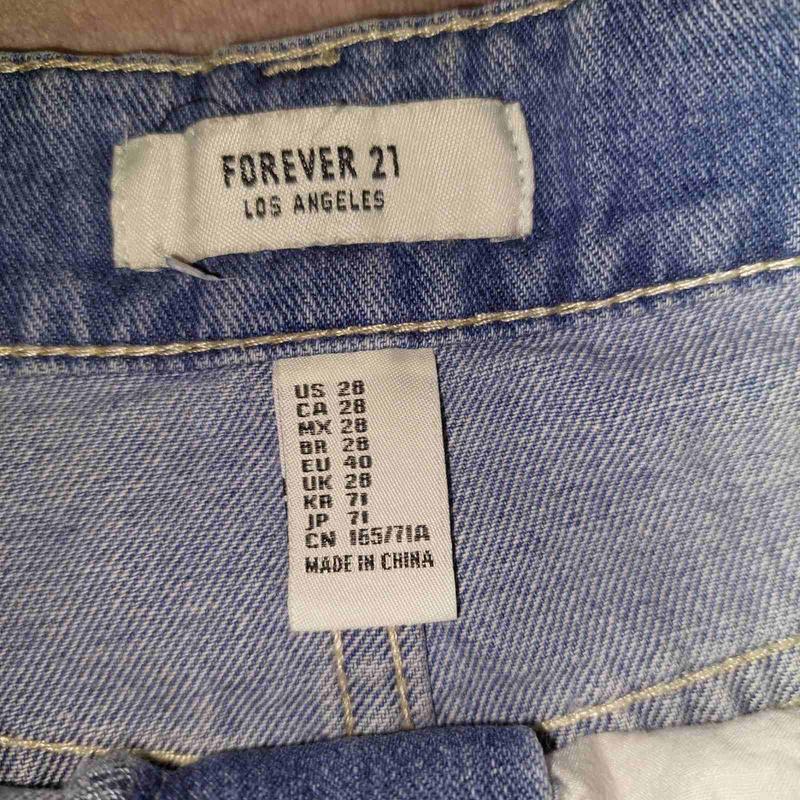 FOREVER 21
LOS ANGELES
US 28
CA 28
MX 28
BR 28
EU 40
UK 28
KR 71
JP 71
CN 165/71A
MADE IN CHINA